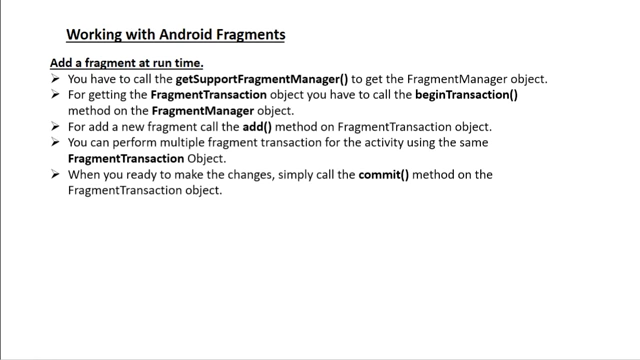 Working with Android Fragments
Add a fragment at run time.
➢ You have to call the getSupportFragmentManager() to get the FragmentManager object.
➢ For getting the FragmentTransaction object you have to call the beginTransaction()
method on the FragmentManager object.
➢ For add a new fragment call the add() method on FragmentTransaction object.
➢ You can perform multiple fragment transaction for the activity using the same
FragmentTransaction Object.
➢ When you ready to make the changes, simply call the commit() method on the
FragmentTransaction object.